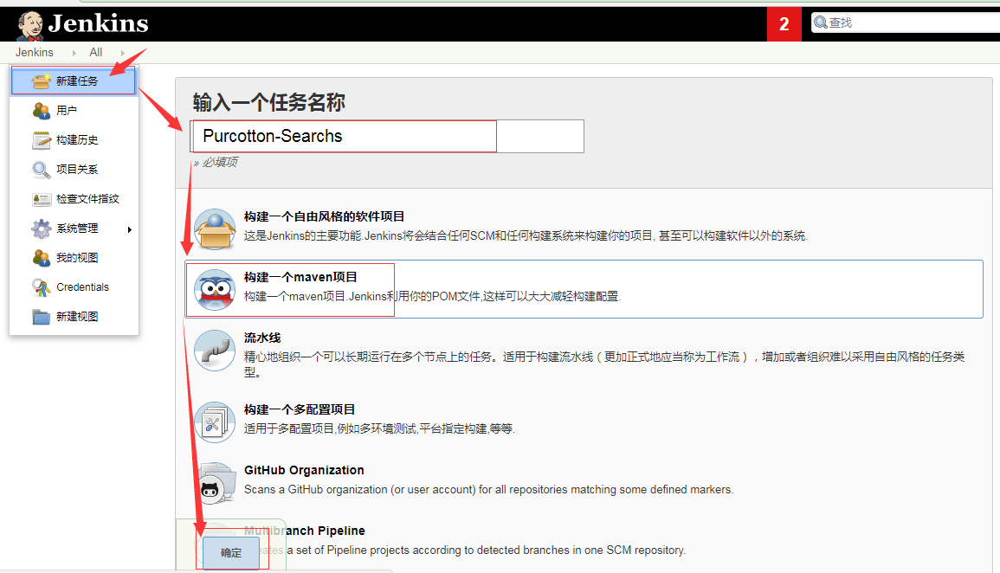 Jenkins
2
查找
Jenkins
All
新建任务
用户
构建历史
项目关系
检查文件指纹
系统管理
我的视图
Credentials
新建视图
输入一个任务名称
Purcotton-Searchs
» 必填项
构建一个自由风格的软件项目
这是Jenkins的主要功能.Jenkins将会结合任何SCM和任何构建系统来构建你的项目, 甚至可以构建软件以外的系统.
构建一个maven项目
构建一个maven项目.Jenkins利用你的POM文件,这样可以大大减轻构建配置.
流水线
精心地组织一个可以长期运行在多个节点上的任务。适用于构建流水线（更加正式地应当称为工作流），增加或者组织难以采用自由风格的任务类
型。
构建一个多配置项目
适用于多配置项目,例如多环境测试,平台指定构建,等等.
GitHub Organization
Scans a GitHub organization (or user account) for all repositories matching some defined markers.
Multibranch Pipeline
a set of Pipeline projects according to detected branches in one SCM repository.
确定